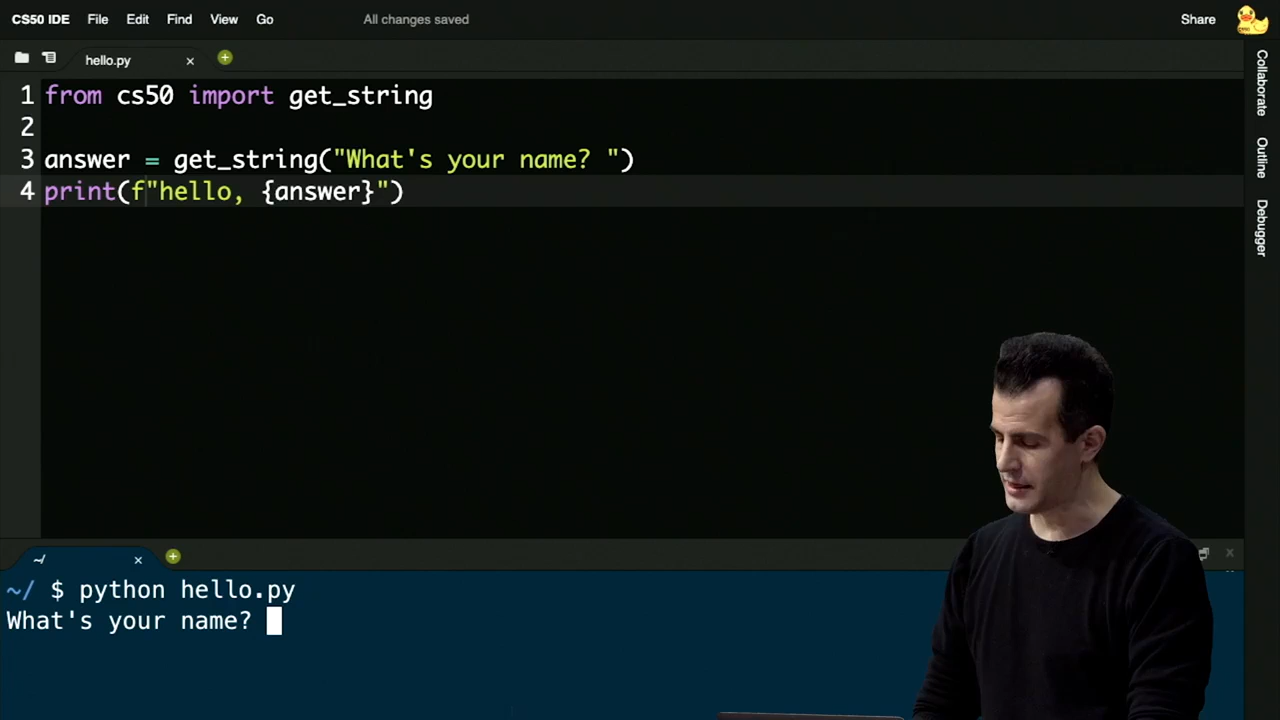 CS50 IDE File Edit Find View Go All changes saved Share
hello.py
1 from cs50 import get_string
2
3 answer = get_string("What's your name? ")
4 print(f"hello, {answer}")
Collaborate
Outline
Debugger
~/
~/ $ python hello.py
What's your name?